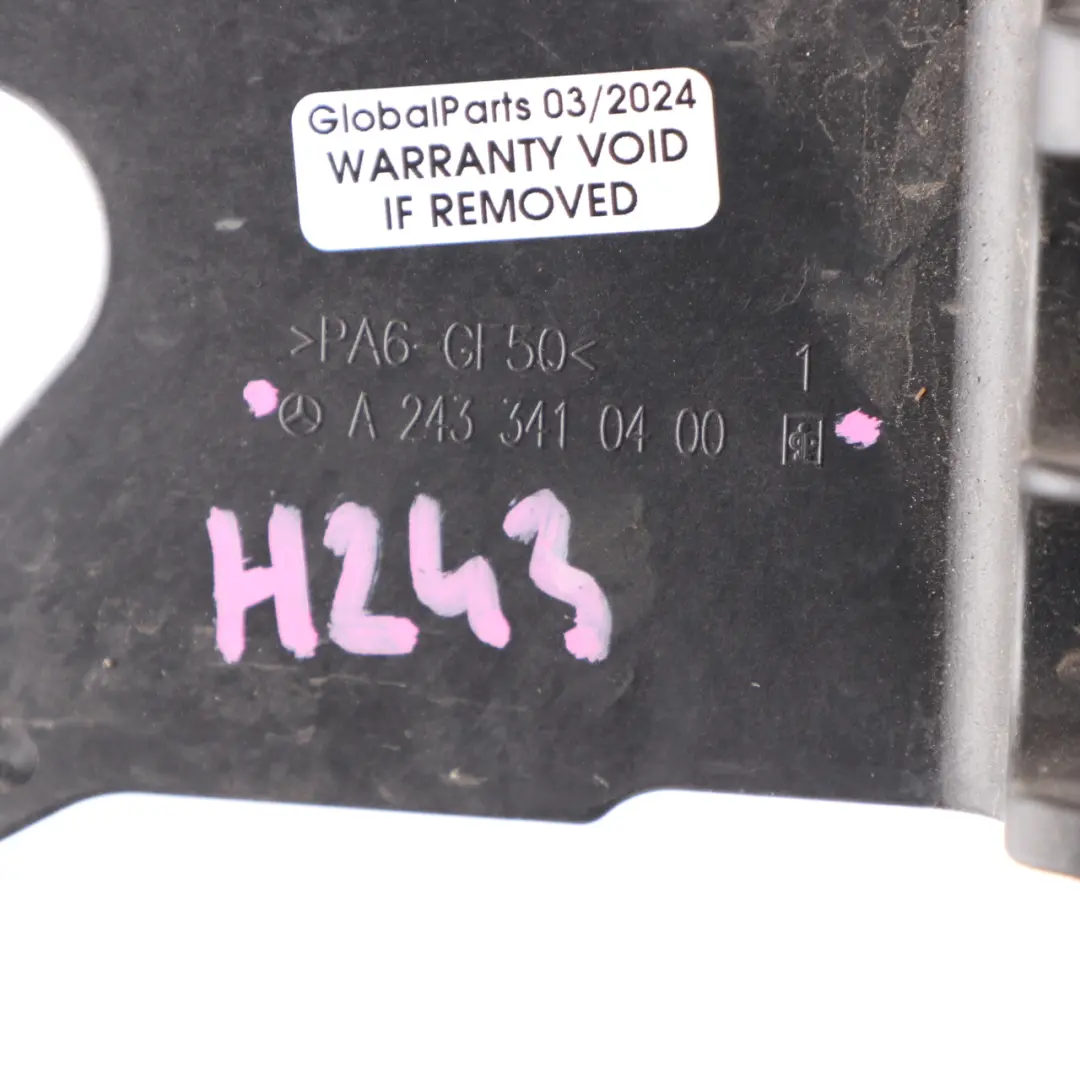 GlobalParts 03/2024
WARRANTY VOID
IF REMOVED
>PA6-GF50<
1
A 243 341 04 00
H243